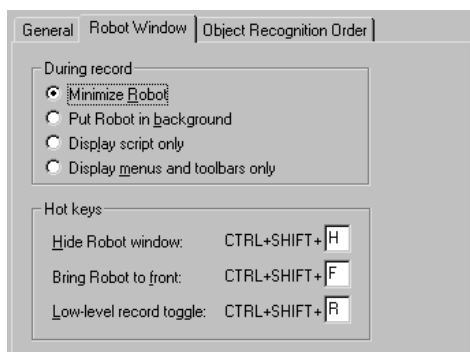 General Robot Window Object Recognition Order
During record
Minimize Robot
Put Robot in background
Display script only
Display menus and toolbars only
Hot keys
Hide Robot window: CTRL+SHIFT+ H
Bring Robot to front: CTRL+SHIFT+ F
Low-level record toggle: CTRL+SHIFT+ R